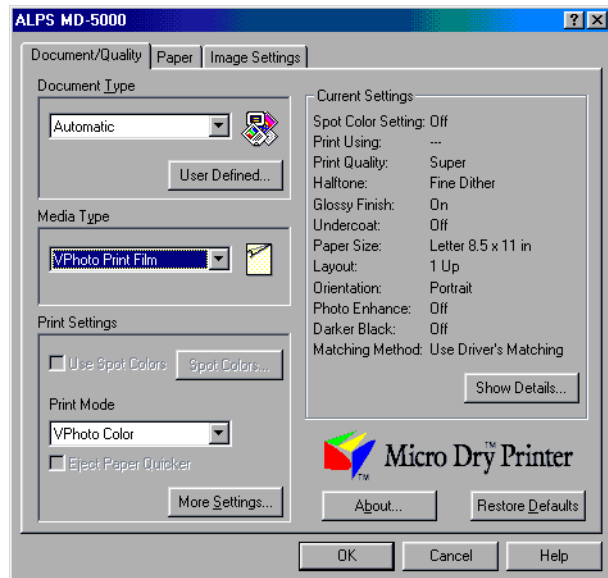 ALPS MD-5000
Document/Quality
Paper
Image Settings
Document Type
Automatic
User Defined...
Media Type
VPhoto Print Film
Print Settings
Use Spot Colors
Spot Colors...
Print Mode
VPhoto Color
Eject Paper Quicker
More Settings...
Current Settings
Spot Color Setting: Off
Print Using: ---
Print Quality: Super
Halftone: Fine Dither
Glossy Finish: On
Undercoat: Off
Paper Size: Letter 8.5 x 11 in
Layout: 1 Up
Orientation: Portrait
Photo Enhance: Off
Darker Black: Off
Matching Method: Use Driver's Matching
Show Details...
TM
Micro Dry™ Printer
About...
Restore Defaults
OK
Cancel
Help